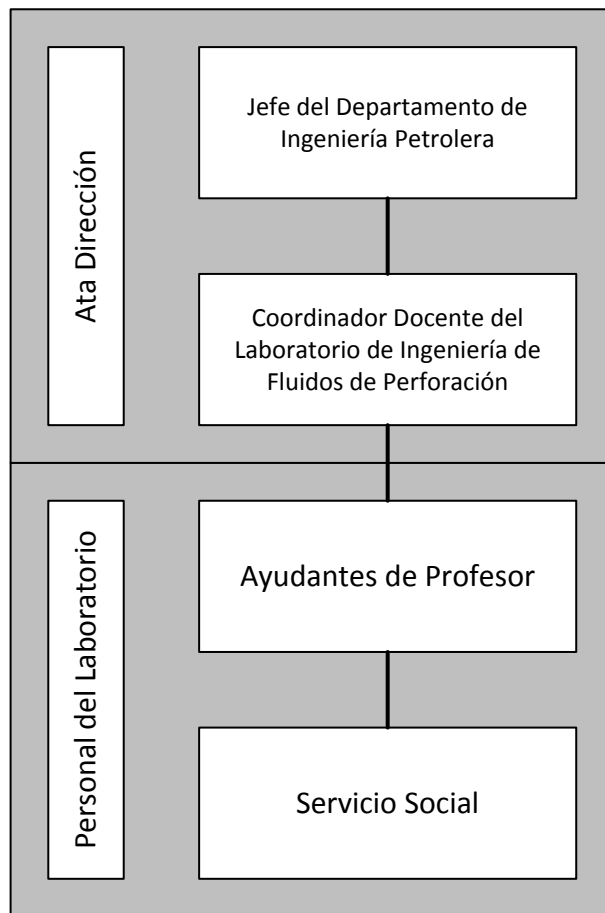 Ata Dirección
Jefe del Departamento de
Ingeniería Petrolera
Coordinador Docente del
Laboratorio de Ingeniería de
Fluidos de Perforación
Personal del Laboratorio
Ayudantes de Profesor
Servicio Social